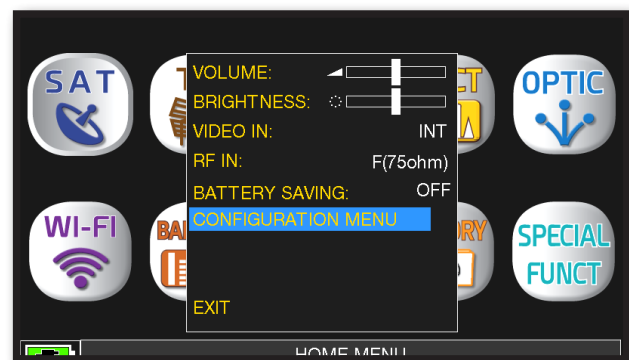 SAT
OPTIC
VOLUME:
BRIGHTNESS:
VIDEO IN: INT
RF IN: F(75ohm)
BATTERY SAVING: OFF
CONFIGURATION MENU
EXIT
WI-FI
SPECIAL
FUNCT
HOME MENU